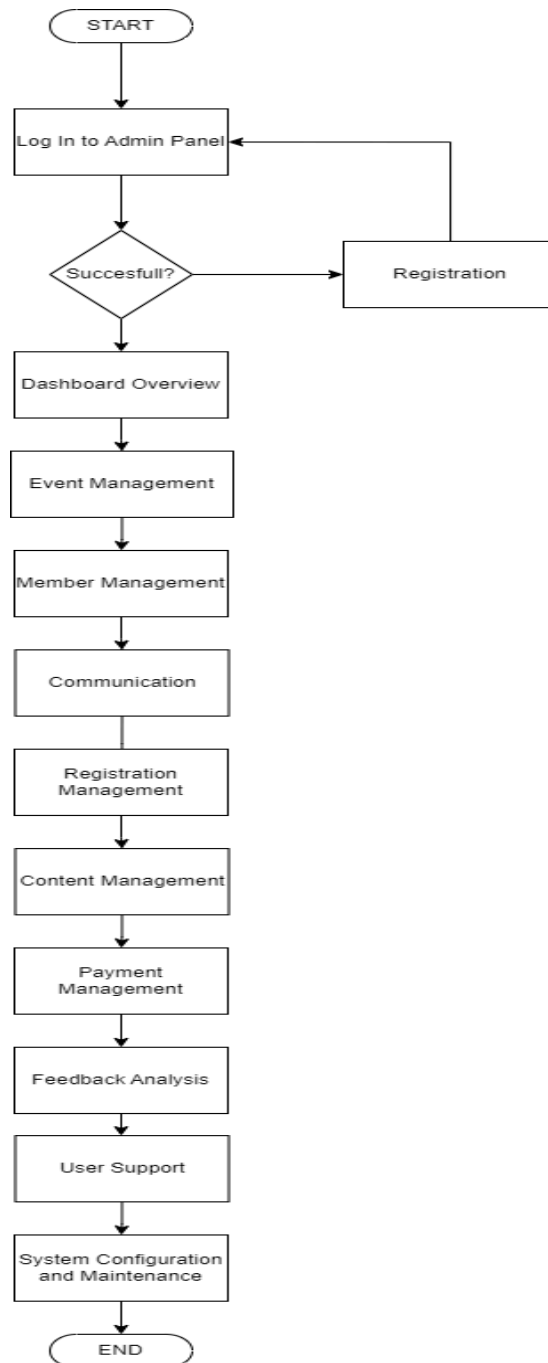 START
Log In to Admin Panel
Succesfull?
Registration
Dashboard Overview
Event Management
Member Management
Communication
Registration
Management
Content Management
Payment
Management
Feedback Analysis
User Support
System Configuration
and Maintenance
END